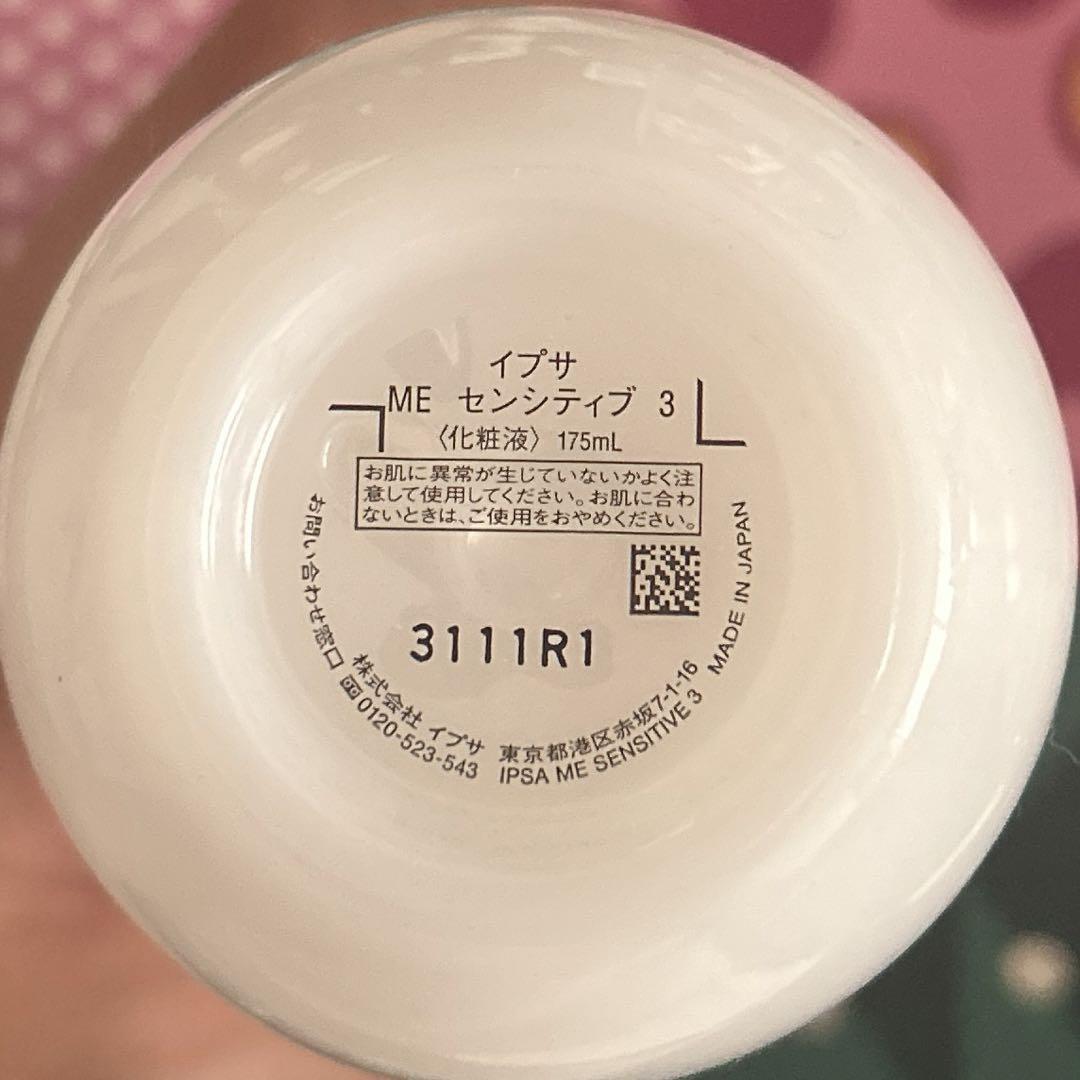 イプサ
ME センシティブ 3
〈化粧液〉 175mL
お肌に異常が生じていないかよく注
意して使用してください。お肌に合わ
ないときは、ご使用をおやめください。
3111R1
株式会社 イプサ 東京都港区赤坂7-1-16
お問い合わせ窓口 0120-523-543 IPSA ME SENSITIVE 3 MADE IN JAPAN